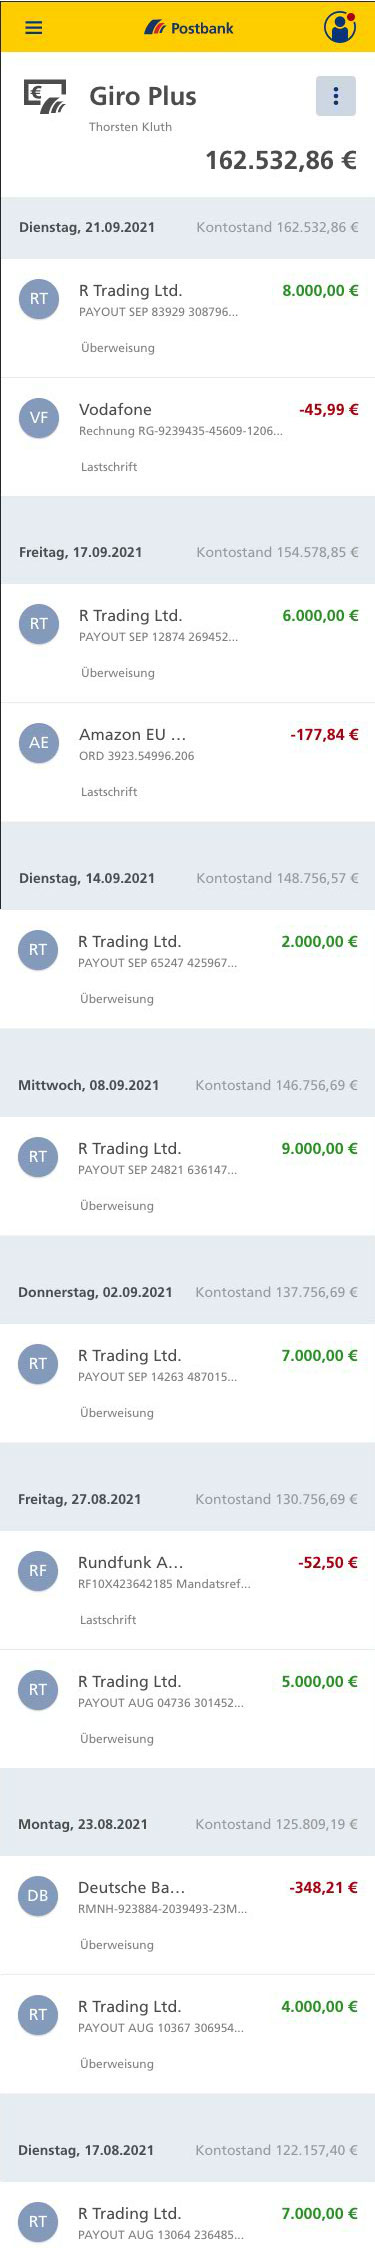 Postbank
€
Giro Plus
Thorsten Kluth
162.532,86 €
Dienstag, 21.09.2021 Kontostand 162.532,86 €
RT R Trading Ltd. 8.000,00 €
PAYOUT SEP 83929 308796...
Überweisung
VF Vodafone -45,99 €
Rechnung RG-9239435-45609-1206...
Lastschrift
Freitag, 17.09.2021 Kontostand 154.578,85 €
RT R Trading Ltd. 6.000,00 €
PAYOUT SEP 12874 269452...
Überweisung
AE Amazon EU ... -177,84 €
ORD 3923.54996.206
Lastschrift
Dienstag, 14.09.2021 Kontostand 148.756,57 €
RT R Trading Ltd. 2.000,00 €
PAYOUT SEP 65247 425967...
Überweisung
Mittwoch, 08.09.2021 Kontostand 146.756,69 €
RT R Trading Ltd. 9.000,00 €
PAYOUT SEP 24821 636147...
Überweisung
Donnerstag, 02.09.2021 Kontostand 137.756,69 €
RT R Trading Ltd. 7.000,00 €
PAYOUT SEP 14263 487015...
Überweisung
Freitag, 27.08.2021 Kontostand 130.756,69 €
RF Rundfunk A... -52,50 €
RF10X423642185 Mandatsref...
Lastschrift
RT R Trading Ltd. 5.000,00 €
PAYOUT AUG 04736 301452...
Überweisung
Montag, 23.08.2021 Kontostand 125.809,19 €
DB Deutsche Ba... -348,21 €
RMNH-923884-2039493-23M...
Überweisung
RT R Trading Ltd. 4.000,00 €
PAYOUT AUG 10367 306954...
Überweisung
Dienstag, 17.08.2021 Kontostand 122.157,40 €
RT R Trading Ltd. 7.000,00 €
PAYOUT AUG 13064 236485...